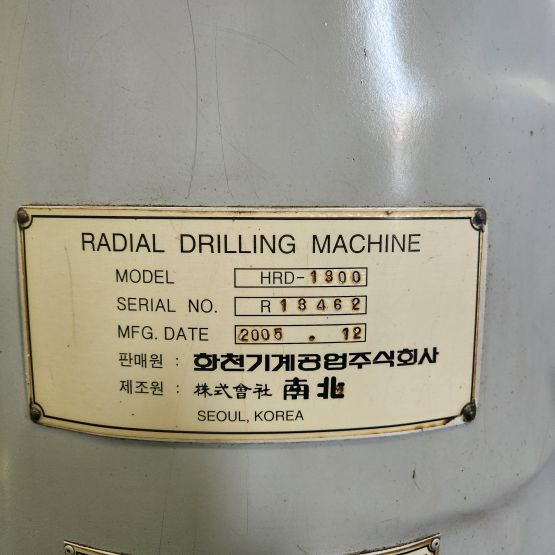 RADIAL DRILLING MACHINE
MODEL HRD-1300
SERIAL NO. R 13462
MFG. DATE 2005 . 12
판매원 : 화천기계공업주식회사
제조원 : 株式會社 南北
SEOUL, KOREA